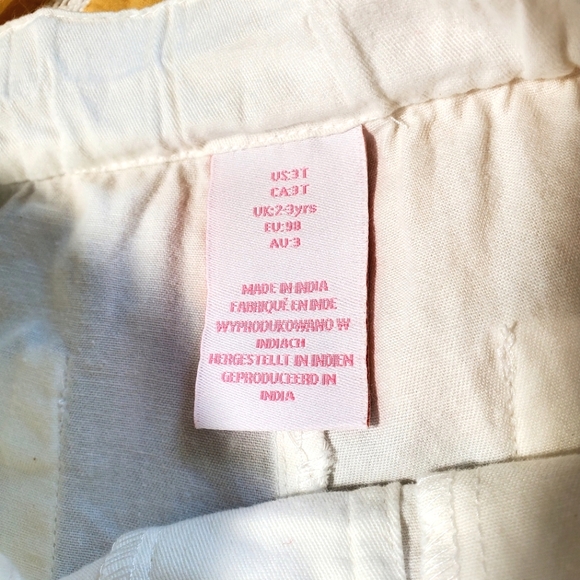 US:3T
CA:3T
UK:2-3yrs
EU:98
AU:3
MADE IN INDIA
FABRIQUÉ EN INDE
WYPRODUKOWANO W
INDIACH
HERGESTELLT IN INDIEN
GEPRODUCEERD IN
INDIA